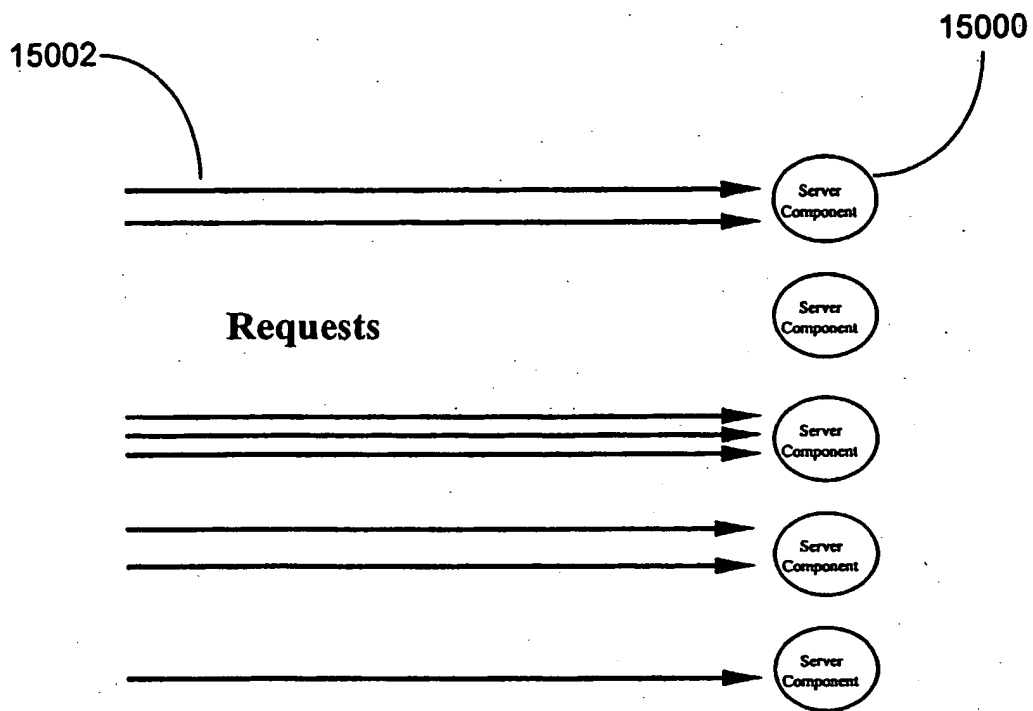 15002
15000
Server
Component
Server
Component
Requests
Server
Component
Server
Component
Server
Component